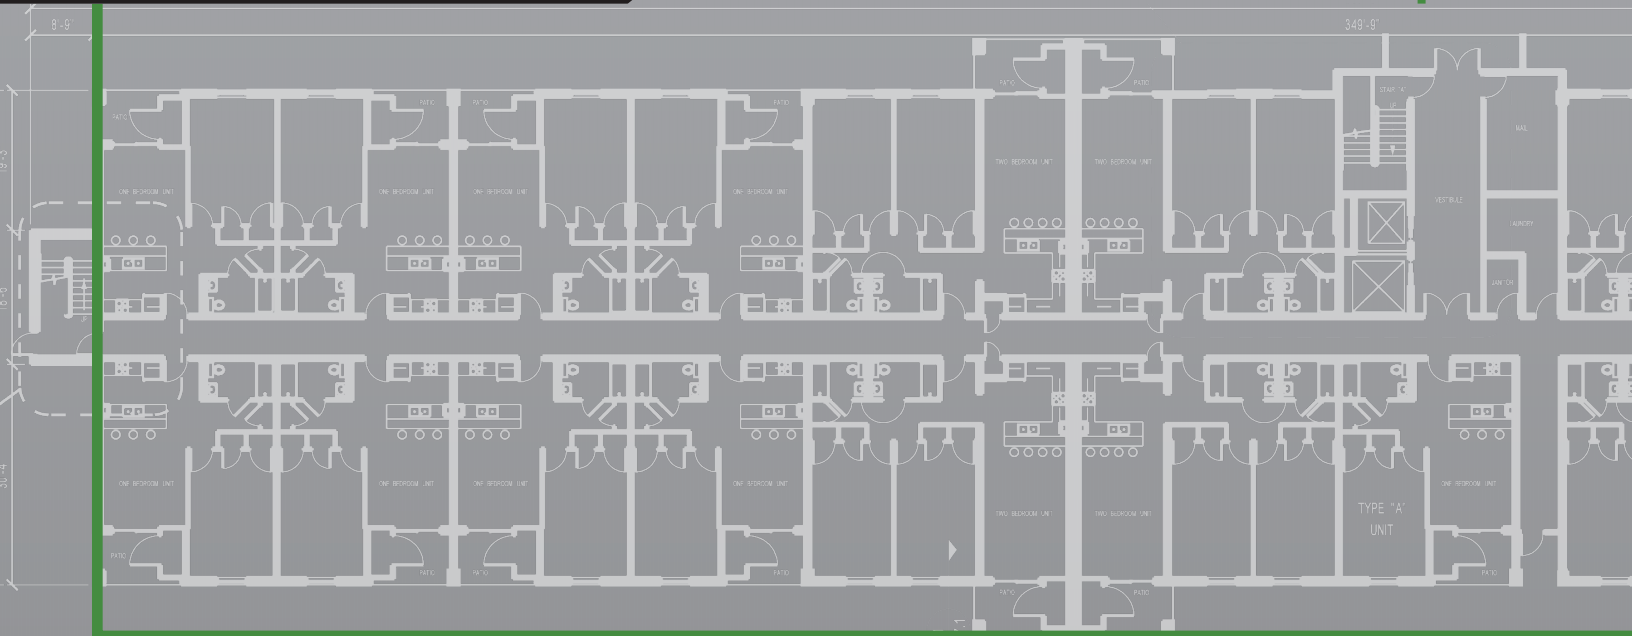 8'-9"
349'-9"
PATIO
PATIO
STAIR "A"
PATIO
PATIO
PATIO
PATIO
UP
PATIO
MAIL
TWO BEDROOM UNIT
TWO BEDROOM UNIT
ONE BEDROOM UNIT
ONE BEDROOM UNIT
ONE BEDROOM UNIT
ONE BEDROOM UNIT
VESTIBULE
LAUNDRY
JANITOR
UP
ONE BEDROOM UNIT
ONE BEDROOM UNIT
ONE BEDROOM UNIT
ONE BEDROOM UNIT
ONE BEDROOM UNIT
TYPE "A"
UNIT
TWO BEDROOM UNIT
TWO BEDROOM UNIT
PATIO
PATIO
PATIO
PATIO
PATIO
PATIO
PATIO